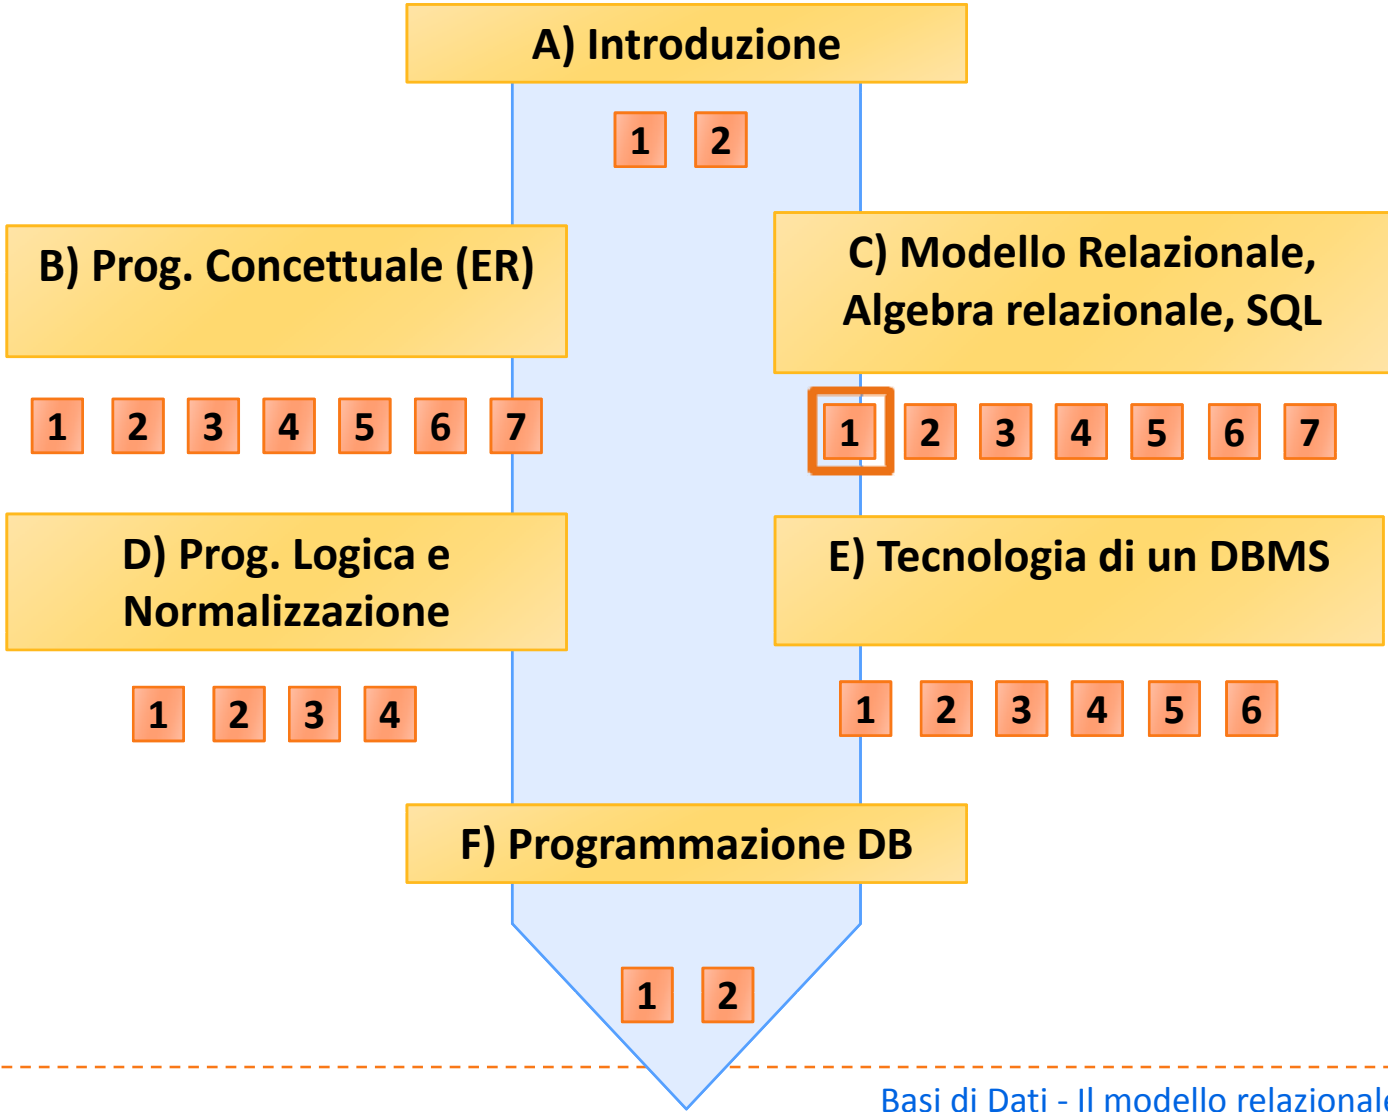 A) Introduzione
1 2
B) Prog. Concettuale (ER)
1 2 3 4 5 6 7
C) Modello Relazionale,
Algebra relazionale, SQL
1 2 3 4 5 6 7
D) Prog. Logica e
Normalizzazione
1 2 3 4
E) Tecnologia di un DBMS
1 2 3 4 5 6
F) Programmazione DB
1 2
Basi di Dati - Il modello relazionale